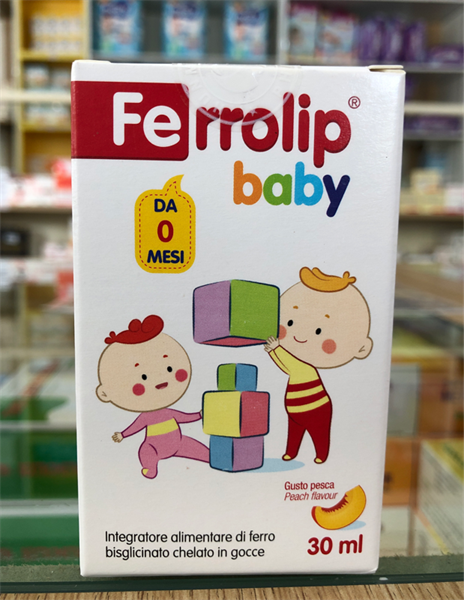 Ferrolip®
baby
DA
0
MESI
Gusto pesca
Peach flavour
Integratore alimentare di ferro
bisglicinato chelato in gocce
30 ml